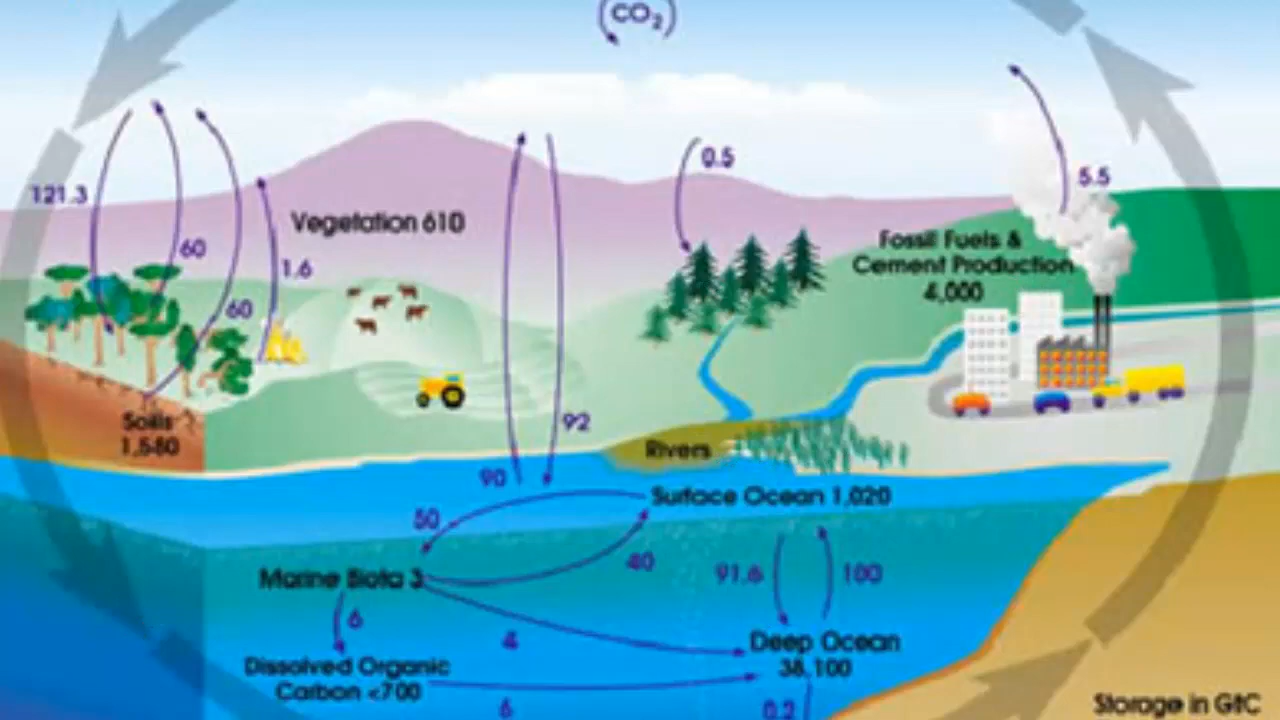 CO₂
121.3
0.5
5.5
Vegetation 610
60
1.6
Fossil Fuels &
Cement Production
4,000
60
Soils
1,580
92
Rivers
90
Surface Ocean 1,020
50
40
91.6
100
Marine Biota 3
6
4
Deep Ocean
38,100
Dissolved Organic
Carbon <700
6
0.2
Storage in GtC